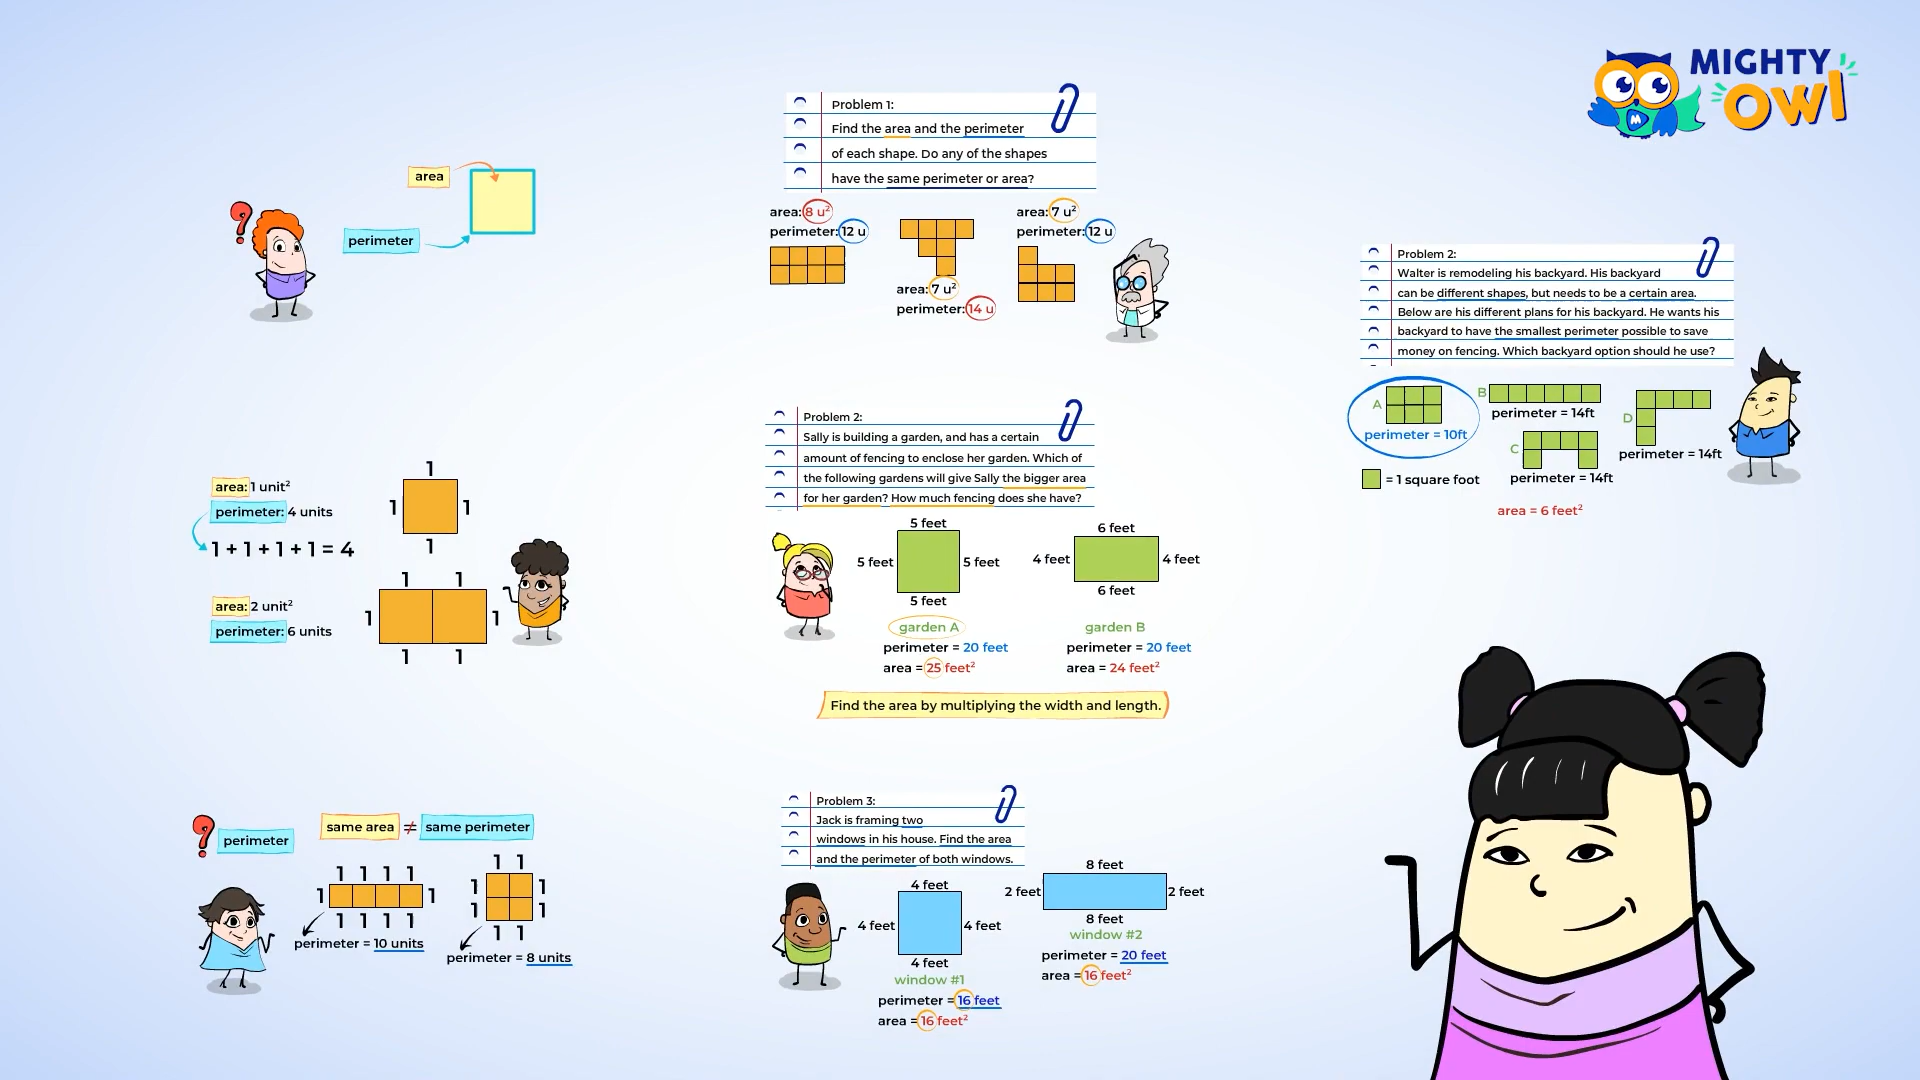 MIGHTY
OWL
area
perimeter
area: 1 unit²
perimeter: 4 units
1 + 1 + 1 + 1 = 4
1
1 1
1
area: 2 unit²
perimeter: 6 units
1 1
1 1
1 1
?
perimeter
same area ≠ same perimeter
1 1 1 1
1 1
1 1 1 1
perimeter = 10 units
1 1
1 1
1 1
1 1
perimeter = 8 units
Problem 1:
Find the area and the perimeter
of each shape. Do any of the shapes
have the same perimeter or area?
area: 8 u²
perimeter: 12 u
area: 7 u²
perimeter: 14 u
area: 7 u²
perimeter: 12 u
Problem 2:
Sally is building a garden, and has a certain
amount of fencing to enclose her garden. Which of
the following gardens will give Sally the bigger area
for her garden? How much fencing does she have?
5 feet
5 feet 5 feet
5 feet
garden A
perimeter = 20 feet
area = 25 feet²
6 feet
4 feet 4 feet
6 feet
garden B
perimeter = 20 feet
area = 24 feet²
Find the area by multiplying the width and length.
Problem 3:
Jack is framing two
windows in his house. Find the area
and the perimeter of both windows.
4 feet
4 feet 4 feet
4 feet
window #1
perimeter = 16 feet
area = 16 feet²
8 feet
2 feet 2 feet
8 feet
window #2
perimeter = 20 feet
area = 16 feet²
Problem 2:
Walter is remodeling his backyard. His backyard
can be different shapes, but needs to be a certain area.
Below are his different plans for his backyard. He wants his
backyard to have the smallest perimeter possible to save
money on fencing. Which backyard option should he use?
A
perimeter = 10ft
B
perimeter = 14ft
C
perimeter = 14ft
D
perimeter = 14ft
= 1 square foot
area = 6 feet²
?